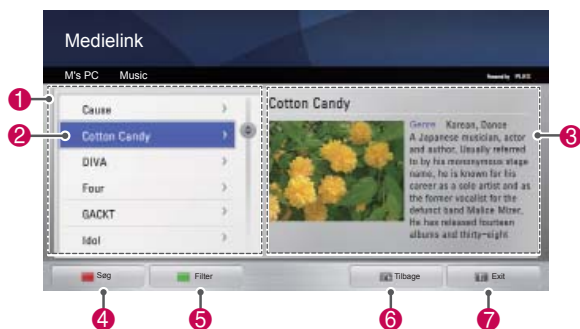 Medielink
M's PC Music
Powered by PLEX
1
2
3
Cause
Cotton Candy
DIVA
Four
GACKT
Idol
Cotton Candy
Genre Korean, Dance
A Japanese musician, actor
and author. Usually referred
to by his mononymous stage
name, he is known for his
career as a solo artist and as
the former vocalist for the
defunct band Malice Mizer.
He has released fourteen
albums and thirty-eight
Søg
Filter
Tilbage
Exit
4
5
6
7